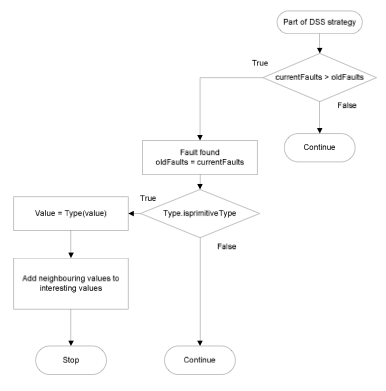 Part of DSS strategy
True
currentFaults > oldFaults
False
Continue
Fault found
oldFaults = currentFaults
True
Value = Type(value)
Type.isprimitiveType
False
Add neighbouring values to
interesting values
Stop
Continue